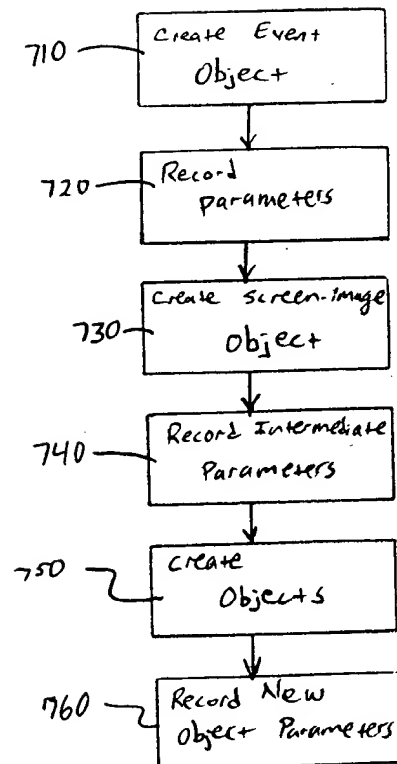 710
Create Event
Object
720
Record
Parameters
730
Create Screen-Image
Object
740
Record Intermediate
Parameters
750
Create
Objects
760
Record New
Object Parameters